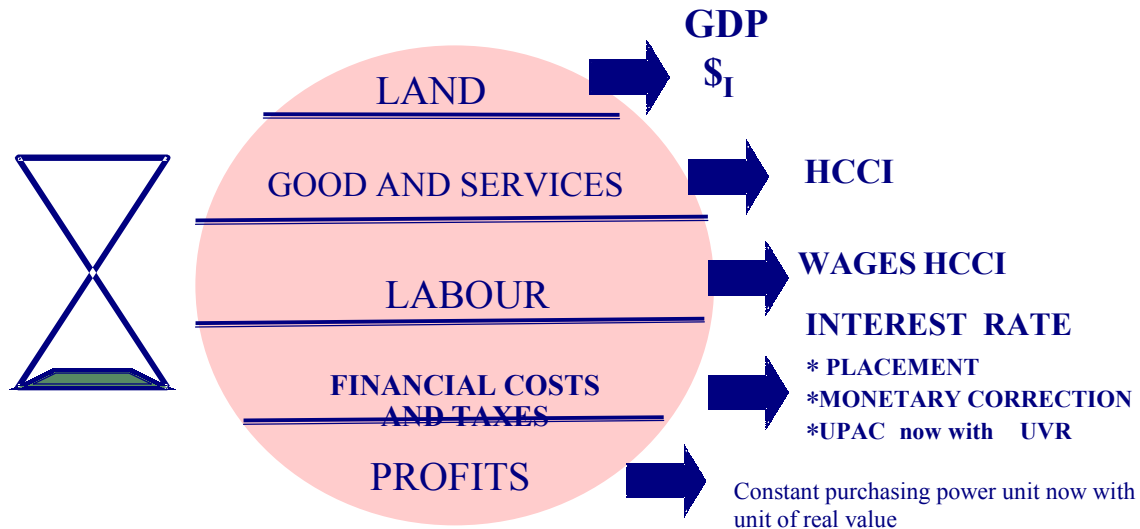 GDP
$I
LAND
GOOD AND SERVICES
HCCI
WAGES HCCI
LABOUR
INTEREST RATE
* PLACEMENT
*MONETARY CORRECTION
*UPAC now with UVR
FINANCIAL COSTS
AND TAXES
PROFITS
Constant purchasing power unit now with
unit of real value